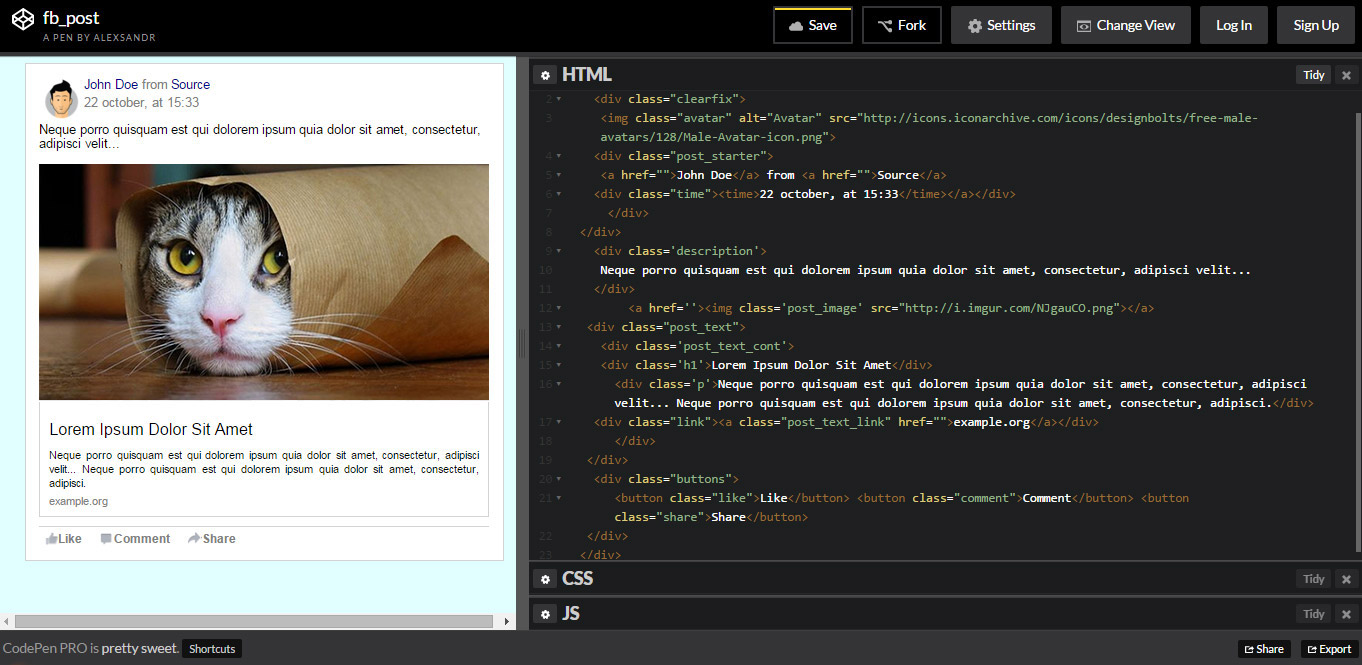 fb_post
A PEN BY ALEXSANDR
Save
Fork
Settings
Change View
Log In
Sign Up
John Doe from Source
22 october, at 15:33
Neque porro quisquam est qui dolorem ipsum quia dolor sit amet, consectetur,
adipisci velit...
Lorem Ipsum Dolor Sit Amet
Neque porro quisquam est qui dolorem ipsum quia dolor sit amet, consectetur, adipisci
velit... Neque porro quisquam est qui dolorem ipsum quia dolor sit amet, consectetur,
adipisci.
example.org
Like Comment Share
HTML
Tidy
2 <div class="clearfix">
3 <img class="avatar" alt="Avatar" src="http://icons.iconarchive.com/icons/designbolts/free-male-
avatars/128/Male-Avatar-icon.png">
4 <div class="post_starter">
5 <a href="">John Doe</a> from <a href="">Source</a>
6 <div class="time"><time>22 october, at 15:33</time></a></div>
7 </div>
8 </div>
9 <div class='description'>
10 Neque porro quisquam est qui dolorem ipsum quia dolor sit amet, consectetur, adipisci velit...
11 </div>
12 <a href=''><img class='post_image' src="http://i.imgur.com/NJgauCO.png"></a>
13 <div class="post_text">
14 <div class='post_text_cont'>
15 <div class='h1'>Lorem Ipsum Dolor Sit Amet</div>
16 <div class='p'>Neque porro quisquam est qui dolorem ipsum quia dolor sit amet, consectetur, adipisci
velit... Neque porro quisquam est qui dolorem ipsum quia dolor sit amet, consectetur, adipisci.</div>
17 <div class="link"><a class="post_text_link" href="">example.org</a></div>
18 </div>
19 </div>
20 <div class="buttons">
21 <button class="like">Like</button> <button class="comment">Comment</button> <button
class="share">Share</button>
22 </div>
23 </div>
CSS
Tidy
JS
Tidy
CodePen PRO is pretty sweet. Shortcuts
Share
Export